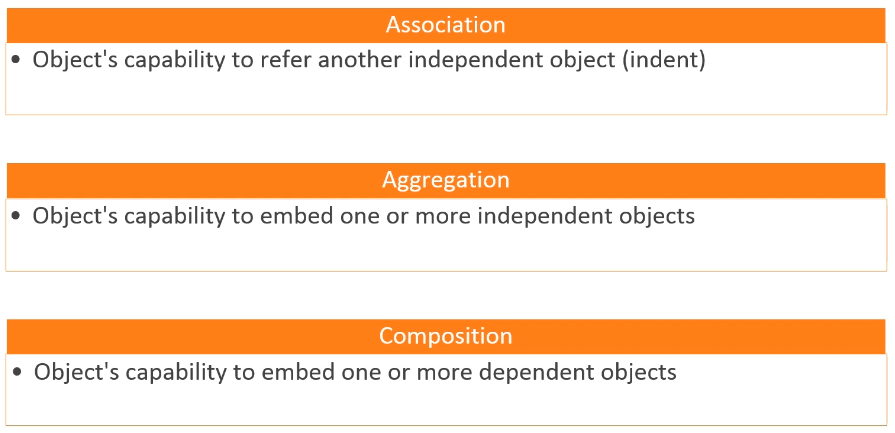 Association
• Object's capability to refer another independent object (indent)
Aggregation
• Object's capability to embed one or more independent objects
Composition
• Object's capability to embed one or more dependent objects